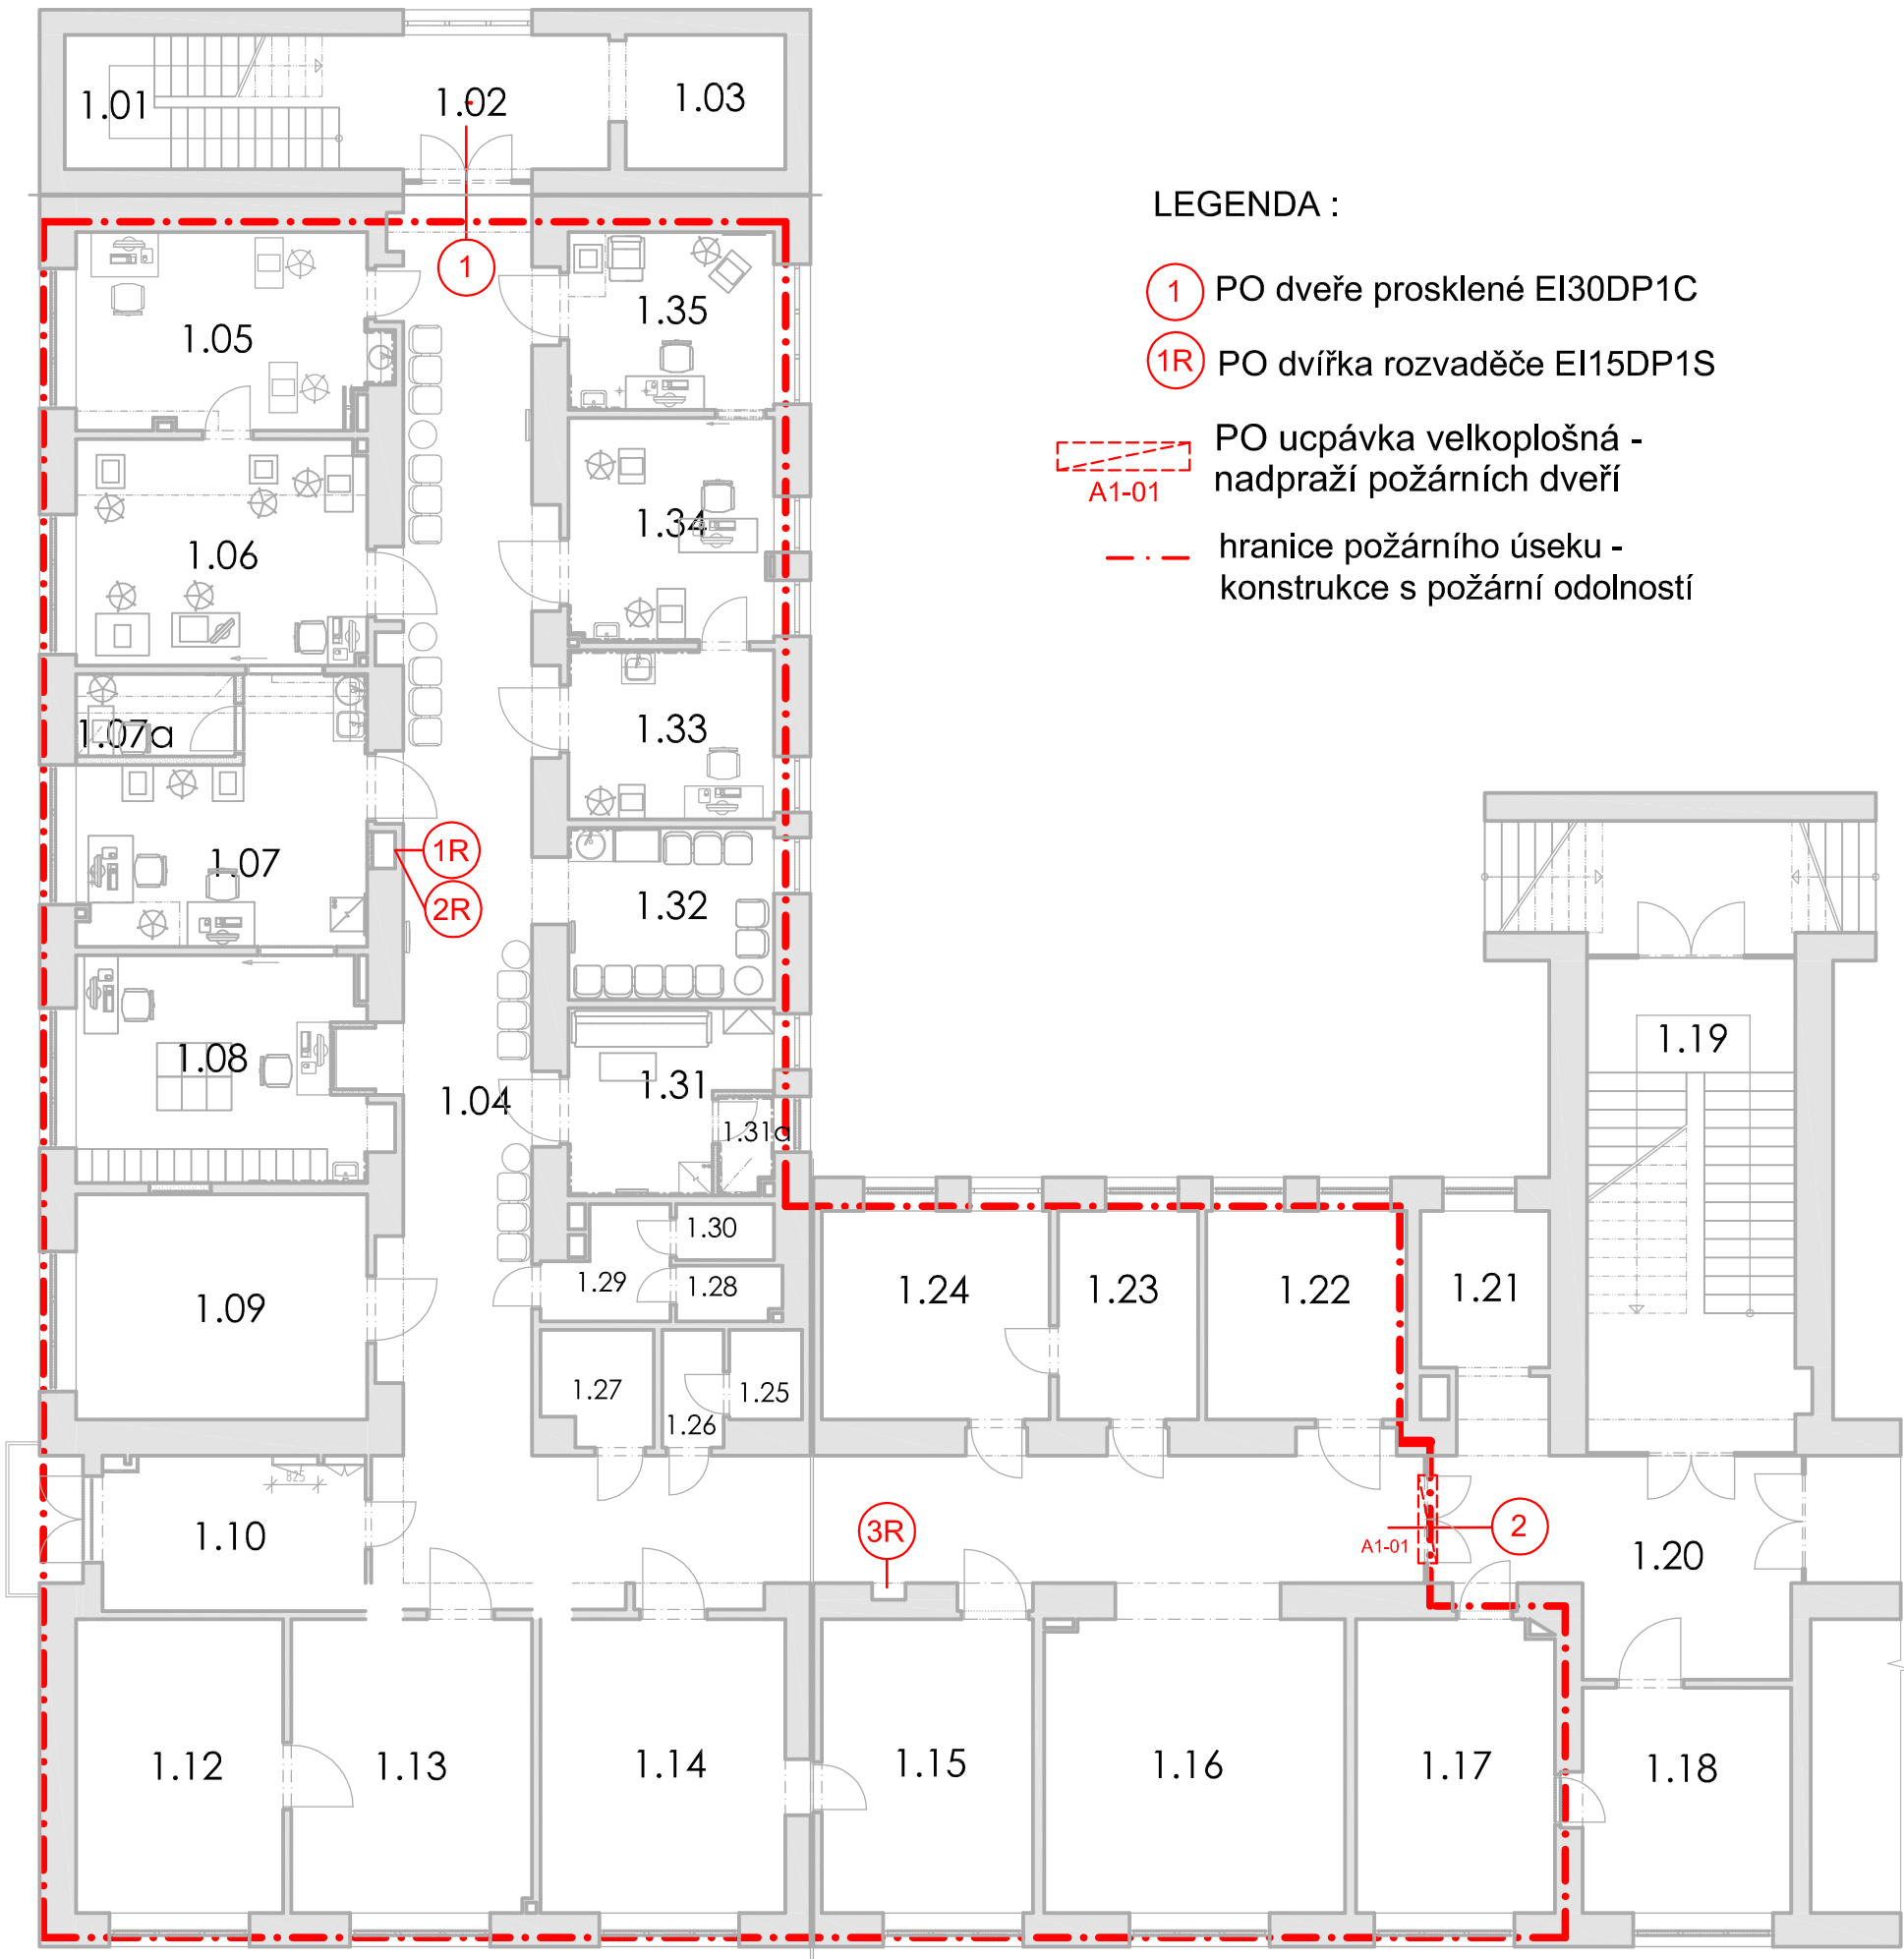 1.01
1.02
1.03
LEGENDA :
1
1 PO dveře prosklené EI30DP1C
1R PO dvířka rozvaděče EI15DP1S
PO ucpávka velkoplošná -
nadpraží požárních dveří
A1-01
hranice požárního úseku -
konstrukce s požární odolností
1.05
1.35
1.06
1.34
1.07a
1.33
1.07
1R
2R
1.32
1.08
1.04
1.31
1.31a
1.19
1.09
1.30
1.29
1.28
1.24
1.23
1.22
1.21
1.27
1.26
1.25
825
1.10
3R
A1-01
2
1.20
1.12
1.13
1.14
1.15
1.16
1.17
1.18